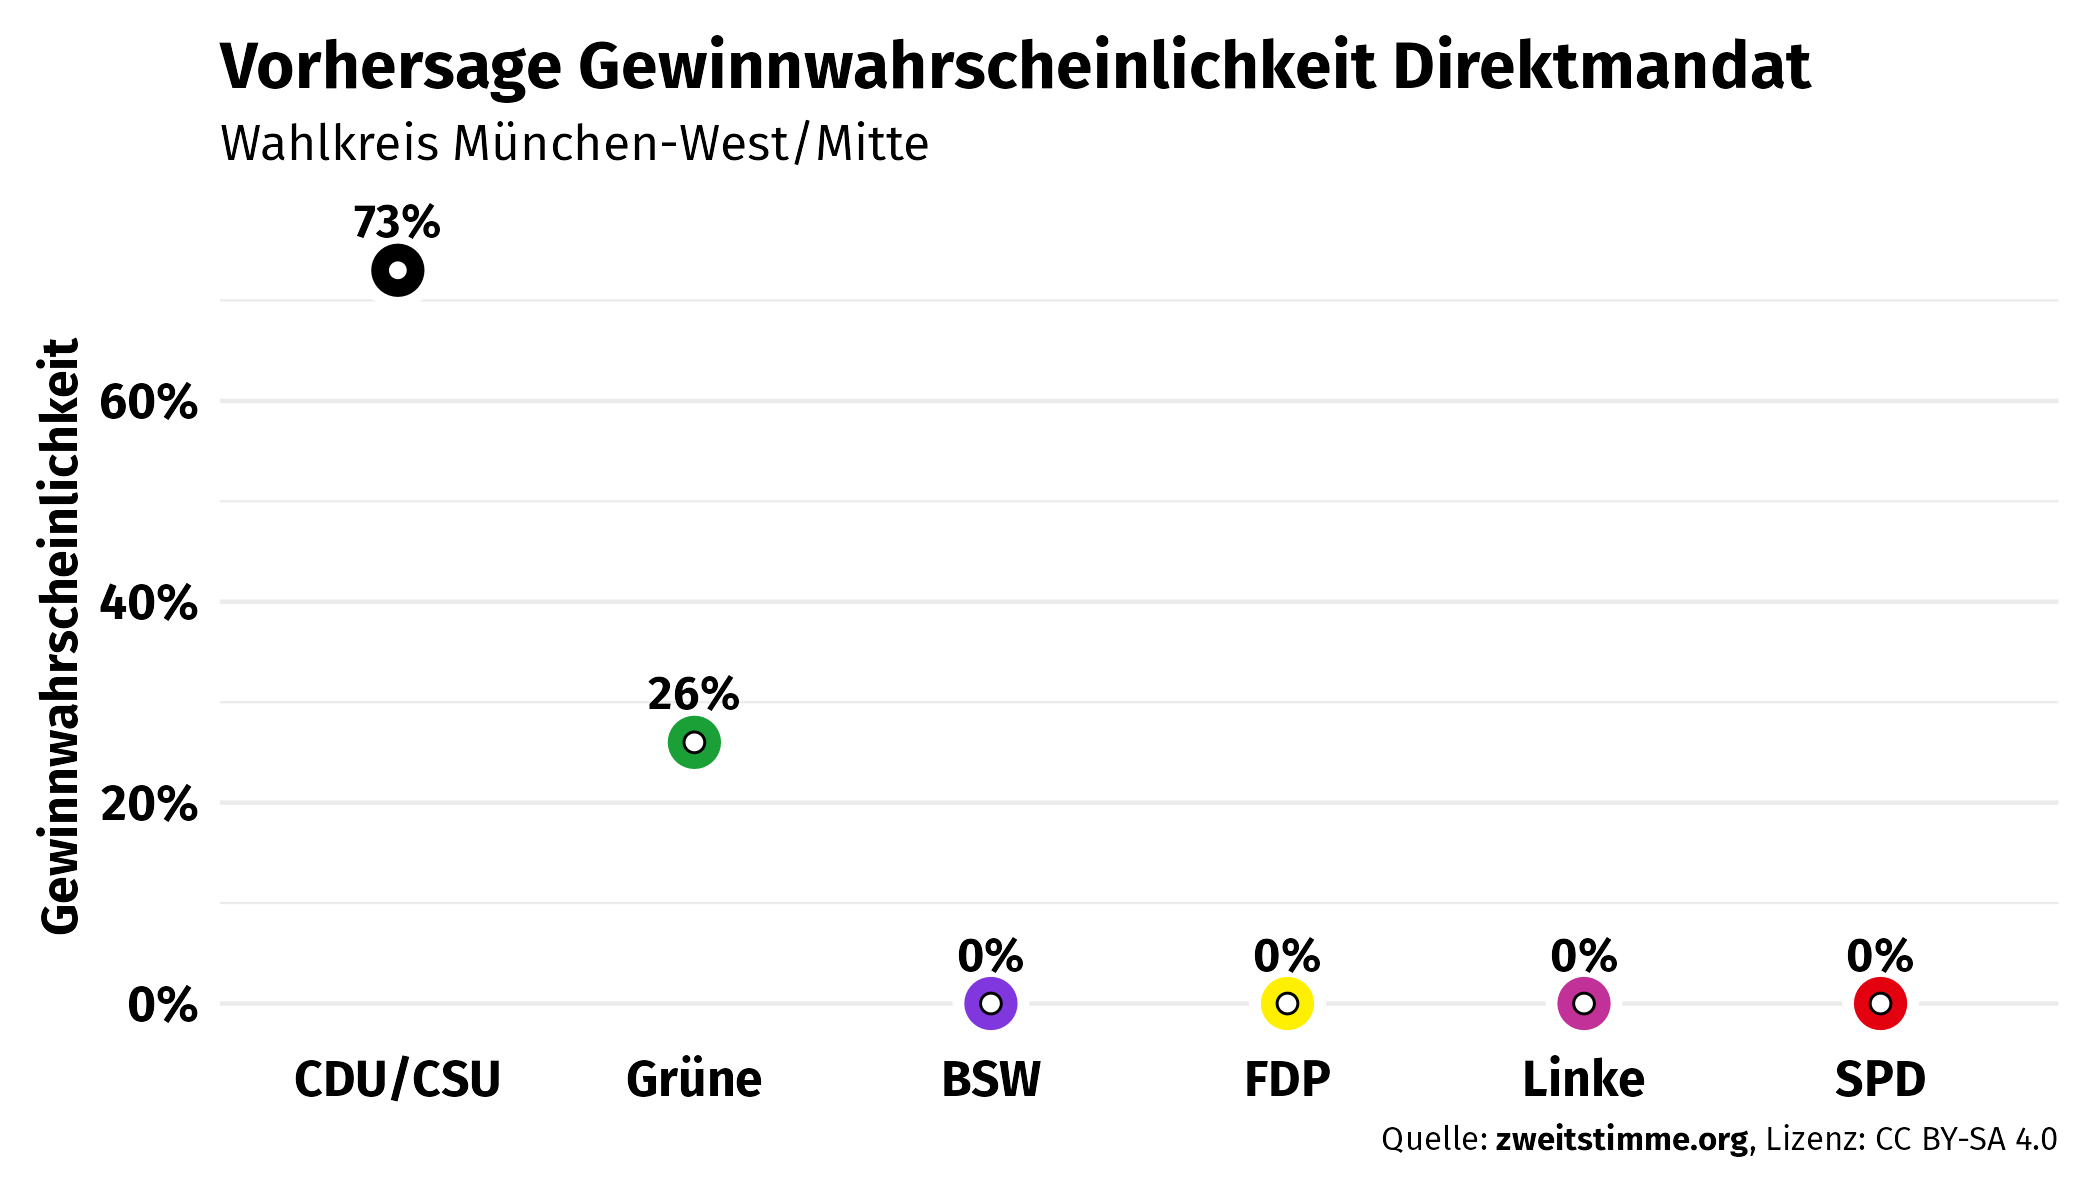 Vorhersage Gewinnwahrscheinlichkeit Direktmandat
Wahlkreis München-West/Mitte
Gewinnwahrscheinlichkeit
60%
40%
20%
0%
73%
26%
0%
0%
0%
0%
CDU/CSU
Grüne
BSW
FDP
Linke
SPD
Quelle: zweitstimme.org, Lizenz: CC BY-SA 4.0